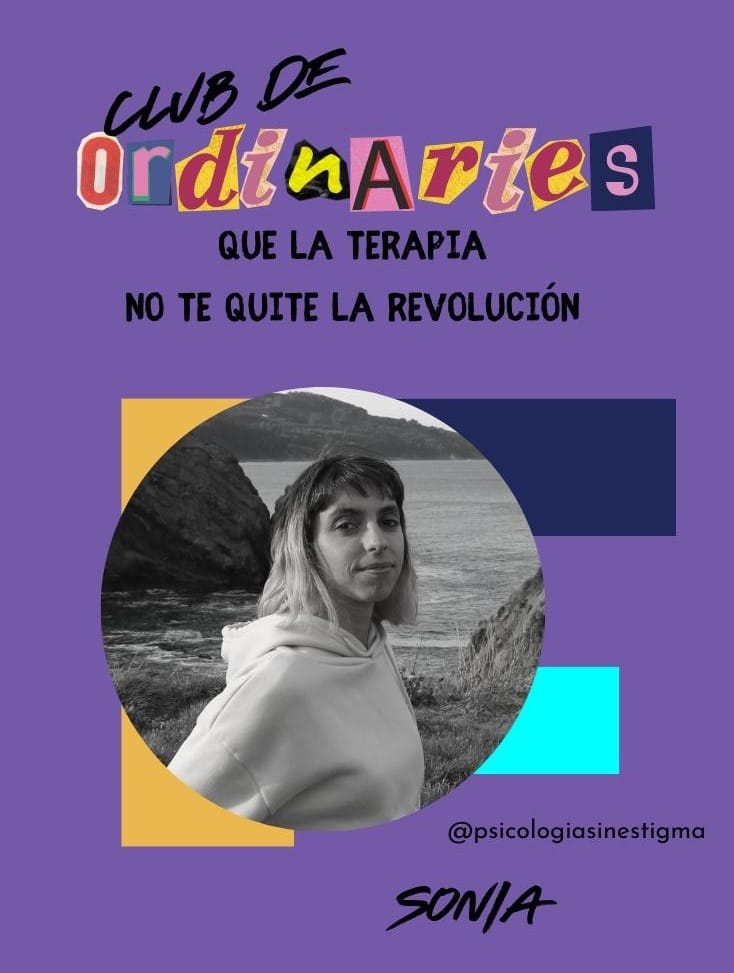 CLUB DE
OrdinAries
QUE LA TERAPIA
NO TE QUITE LA REVOLUCIÓN
@psicologiasinestigma
SONIA